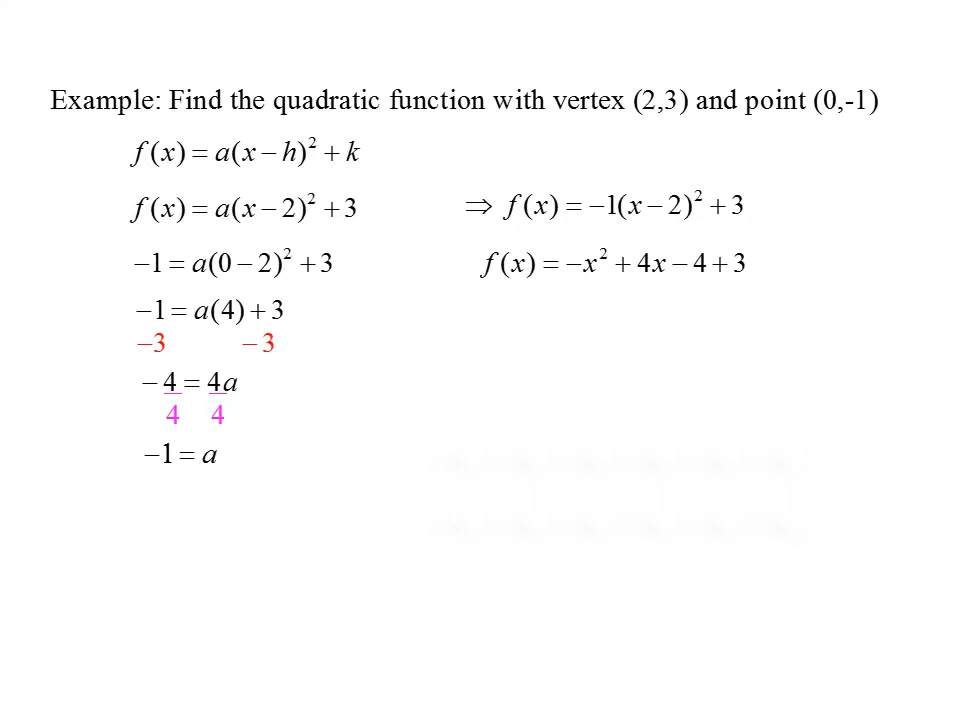 Example: Find the quadratic function with vertex (2,3) and point (0,-1)
f(x) = a(x − h)² + k
f(x) = a(x − 2)² + 3
−1 = a(0 − 2)² + 3
−1 = a(4) + 3
−3 − 3
− 4 = 4a
4 4
−1 = a
⇒ f(x) = −1(x − 2)² + 3
f(x) = −x² + 4x − 4 + 3